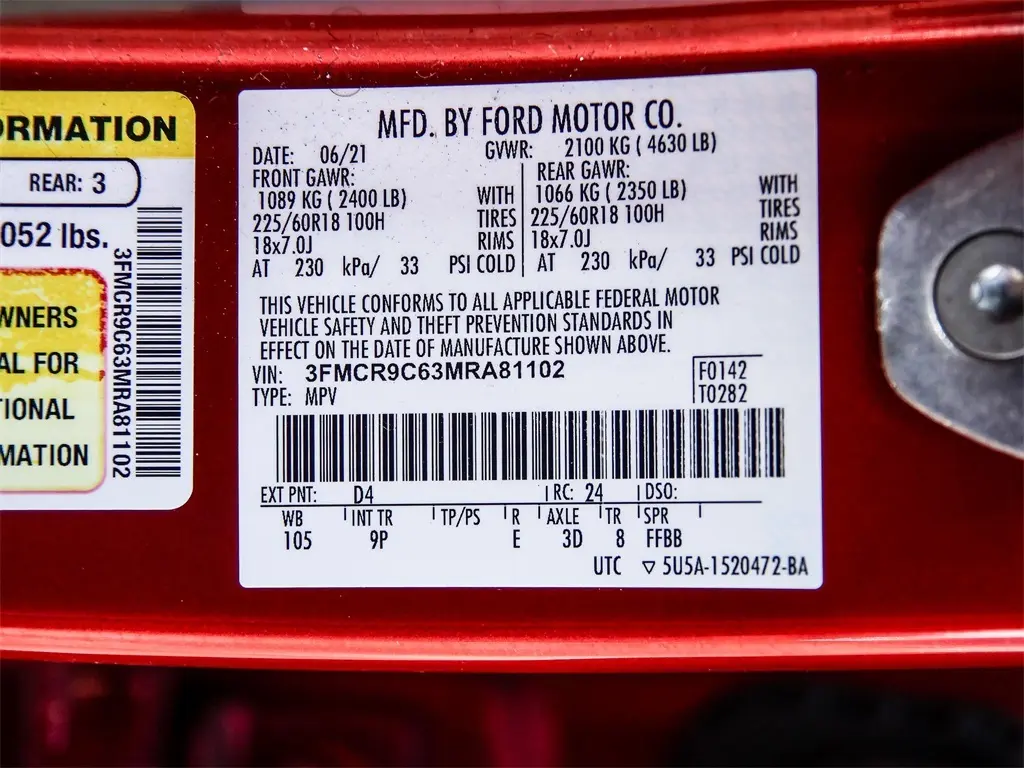 ORMATION
REAR: 3
052 lbs.
WNERS
AL FOR
TIONAL
MATION
3FMCR9C63MRA81102
MFD. BY FORD MOTOR CO.
DATE: 06/21 GVWR: 2100 KG ( 4630 LB)
FRONT GAWR: REAR GAWR:
1089 KG ( 2400 LB) WITH 1066 KG ( 2350 LB) WITH
225/60R18 100H TIRES 225/60R18 100H TIRES
18x7.0J RIMS 18x7.0J RIMS
AT 230 kPa/ 33 PSI COLD AT 230 kPa/ 33 PSI COLD
THIS VEHICLE CONFORMS TO ALL APPLICABLE FEDERAL MOTOR
VEHICLE SAFETY AND THEFT PREVENTION STANDARDS IN
EFFECT ON THE DATE OF MANUFACTURE SHOWN ABOVE.
VIN: 3FMCR9C63MRA81102 F0142
TYPE: MPV T0282
EXT PNT: D4 RC: 24 DSO:
WB INT TR TP/PS R AXLE TR SPR
105 9P E 3D 8 FFBB
UTC ▽ 5U5A-1520472-BA